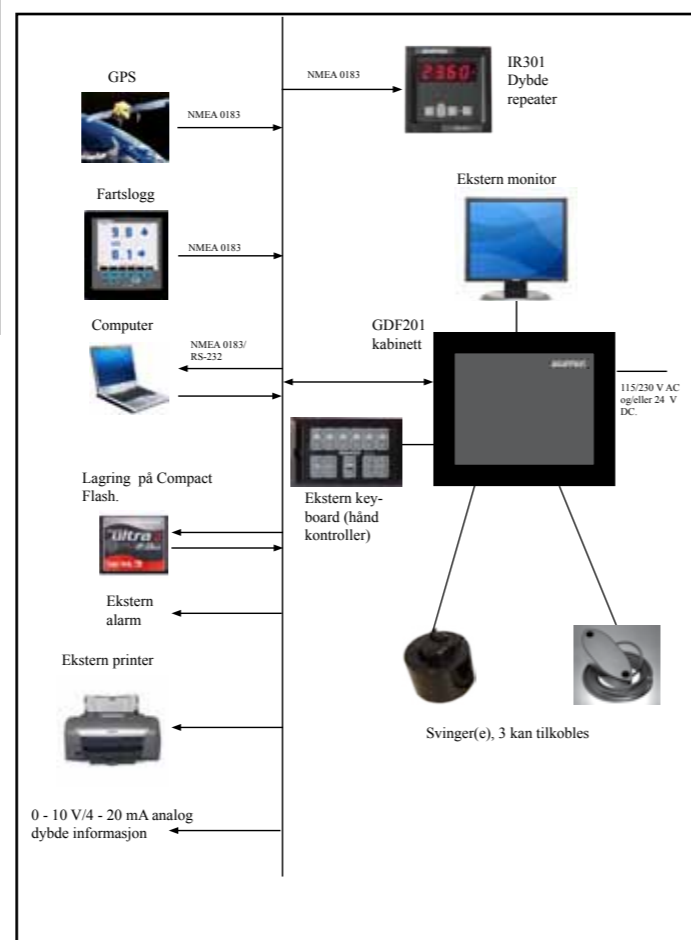 GPS
NMEA 0183
NMEA 0183
IR301
Dybde
repeater
Fartslogg
NMEA 0183
Ekstern monitor
Computer
NMEA 0183/
RS-232
GDF201
kabinett
115/230 V AC
og/eller 24 V
DC.
Lagring på Compact
Flash.
ultra
Ekstern key-
board (hånd
kontroller)
Ekstern
alarm
Ekstern printer
Svinger(e), 3 kan tilkobles
0 - 10 V/4 - 20 mA analog
dybde informasjon